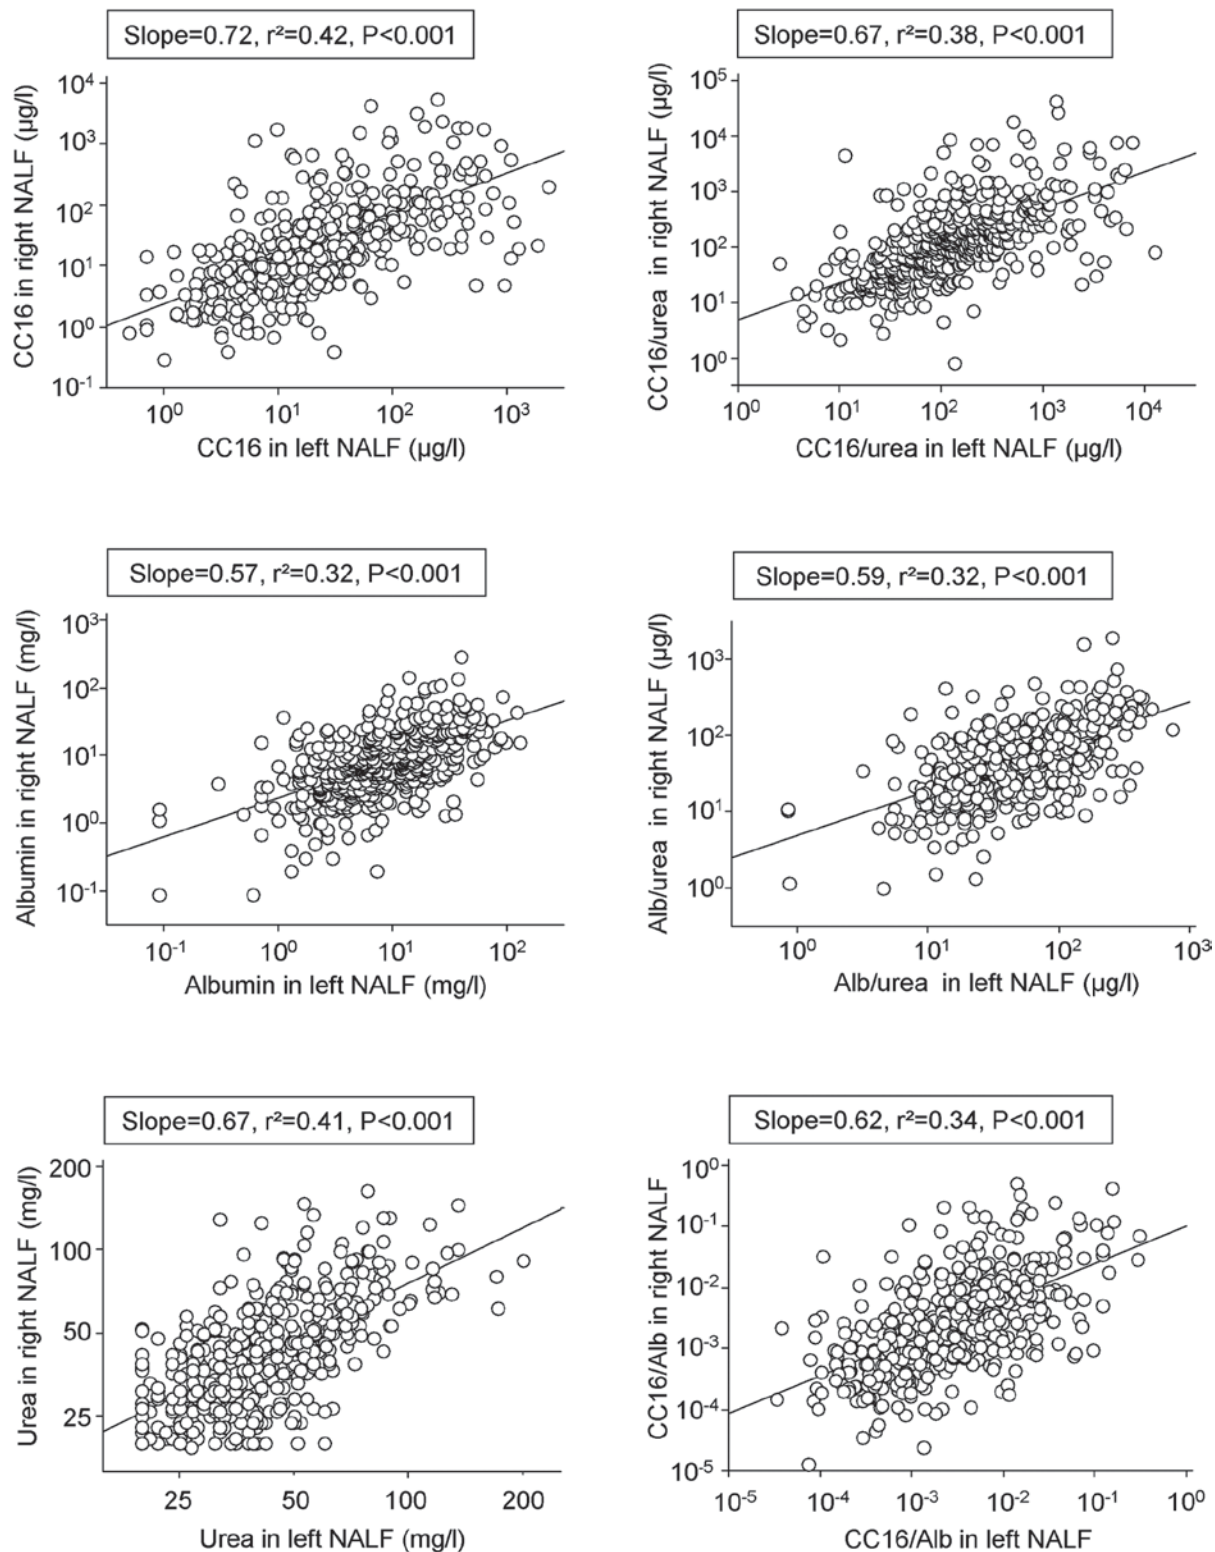 Slope=0.72, r²=0.42, P<0.001
CC16 in right NALF (µg/l)
10⁴
10³
10²
10¹
10⁰
10⁻¹
10⁰ 10¹ 10² 10³
CC16 in left NALF (µg/l)
Slope=0.67, r²=0.38, P<0.001
CC16/urea in right NALF (µg/l)
10⁵
10⁴
10³
10²
10¹
10⁰
10⁰ 10¹ 10² 10³ 10⁴
CC16/urea in left NALF (µg/l)
Slope=0.57, r²=0.32, P<0.001
Albumin in right NALF (mg/l)
10³
10²
10¹
10⁰
10⁻¹
10⁻¹ 10⁰ 10¹ 10²
Albumin in left NALF (mg/l)
Slope=0.59, r²=0.32, P<0.001
Alb/urea in right NALF (µg/l)
10³
10²
10¹
10⁰
10⁰ 10¹ 10² 10³
Alb/urea in left NALF (µg/l)
Slope=0.67, r²=0.41, P<0.001
Urea in right NALF (mg/l)
200
100
50
25
25 50 100 200
Urea in left NALF (mg/l)
Slope=0.62, r²=0.34, P<0.001
CC16/Alb in right NALF
10⁰
10⁻¹
10⁻²
10⁻³
10⁻⁴
10⁻⁵
10⁻⁵ 10⁻⁴ 10⁻³ 10⁻² 10⁻¹ 10⁰
CC16/Alb in left NALF